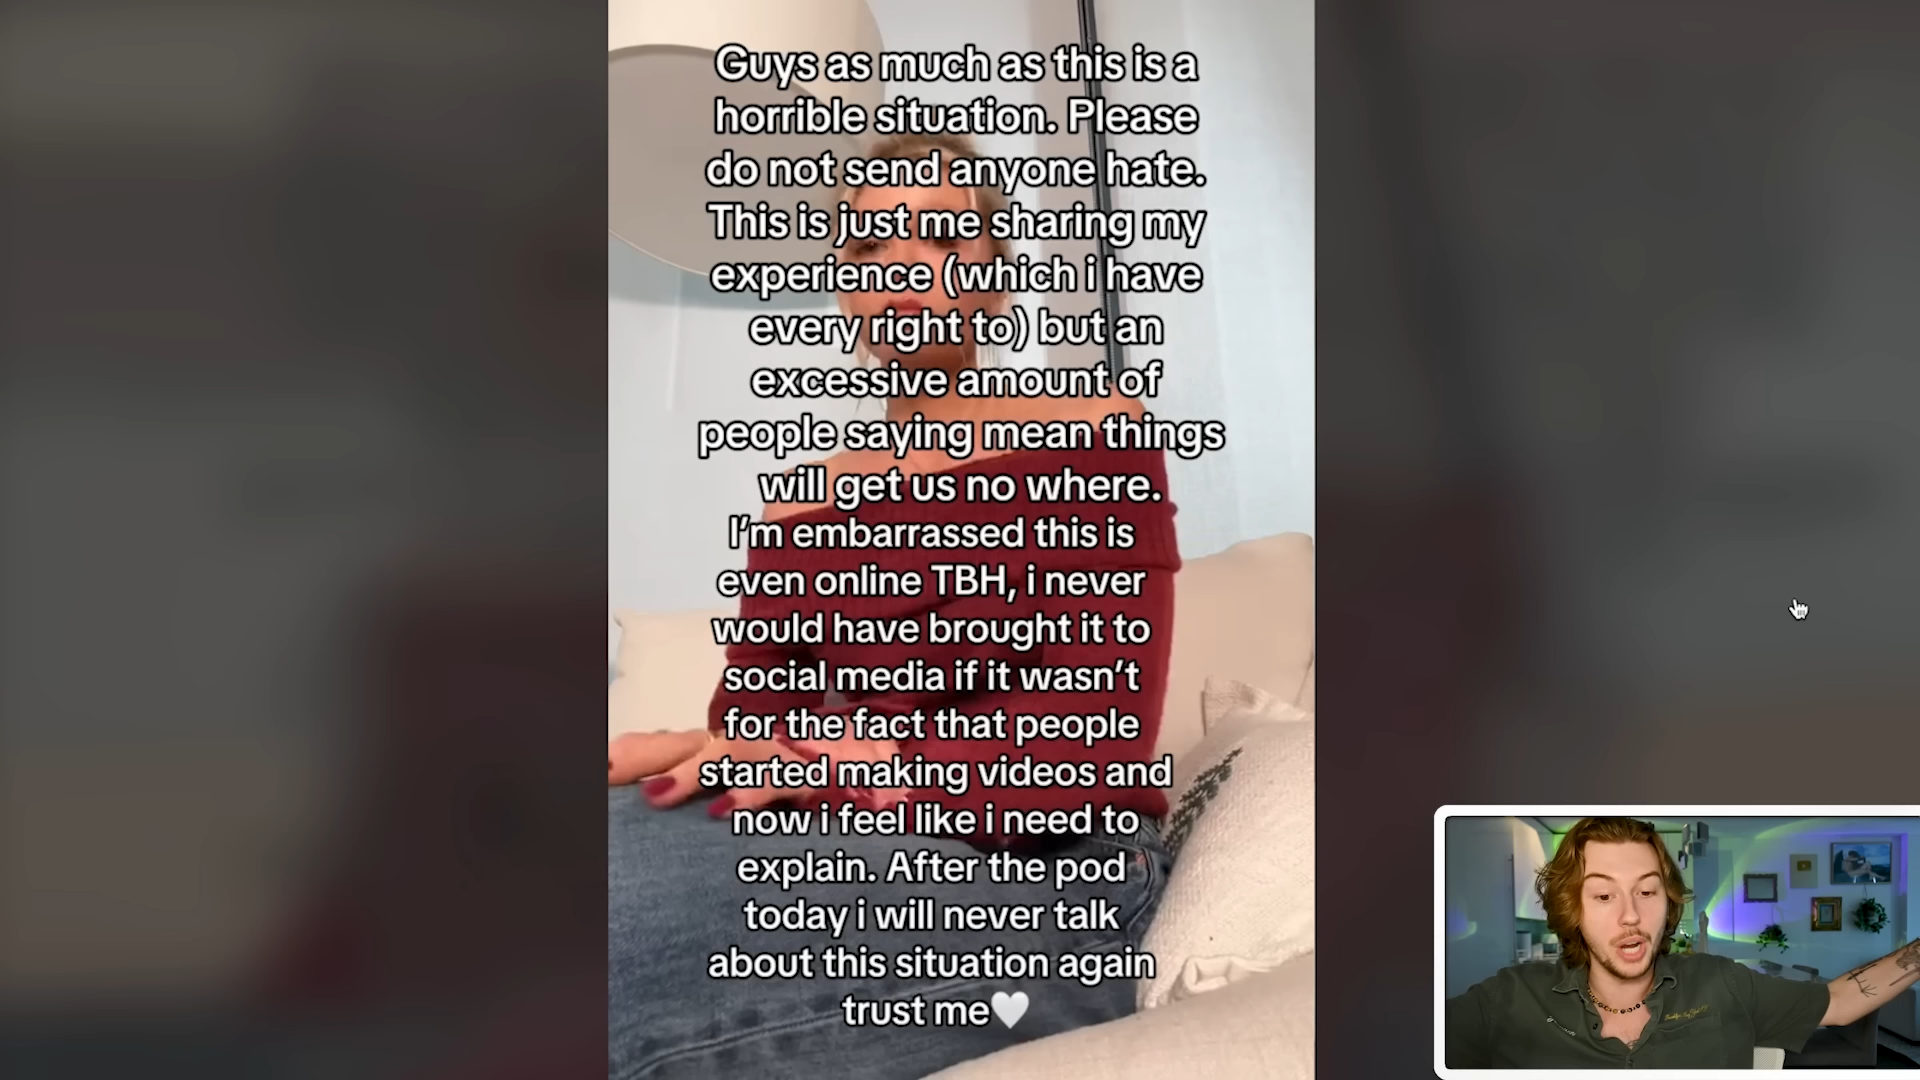 Guys as much as this is a
horrible situation. Please
do not send anyone hate.
This is just me sharing my
experience (which i have
every right to) but an
excessive amount of
people saying mean things
will get us no where.
I'm embarrassed this is
even online TBH, i never
would have brought it to
social media if it wasn't
for the fact that people
started making videos and
now i feel like i need to
explain. After the pod
today i will never talk
about this situation again
trust me🤍